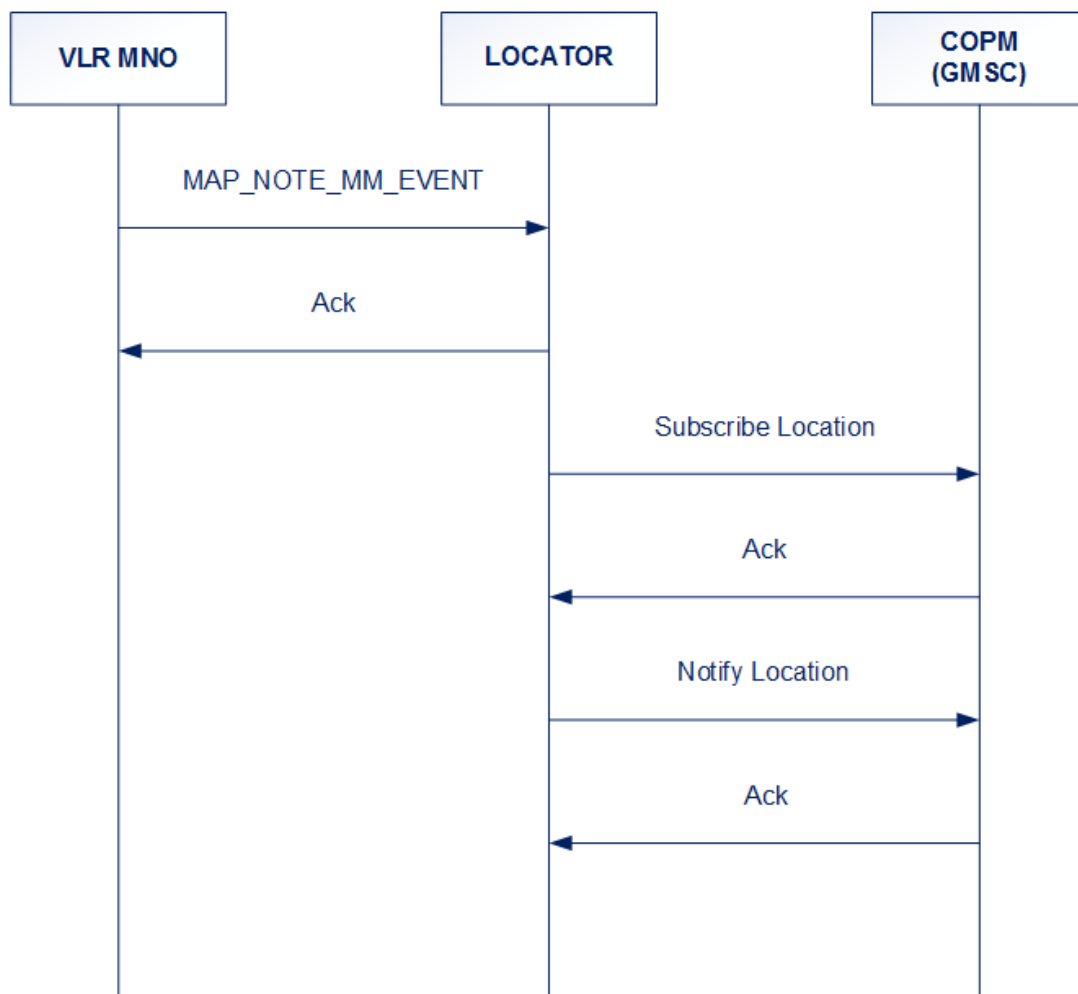 VLR MNO
LOCATOR
COPM
(GMSC)
MAP_NOTE_MM_EVENT
Ack
Subscribe Location
Ack
Notify Location
Ack